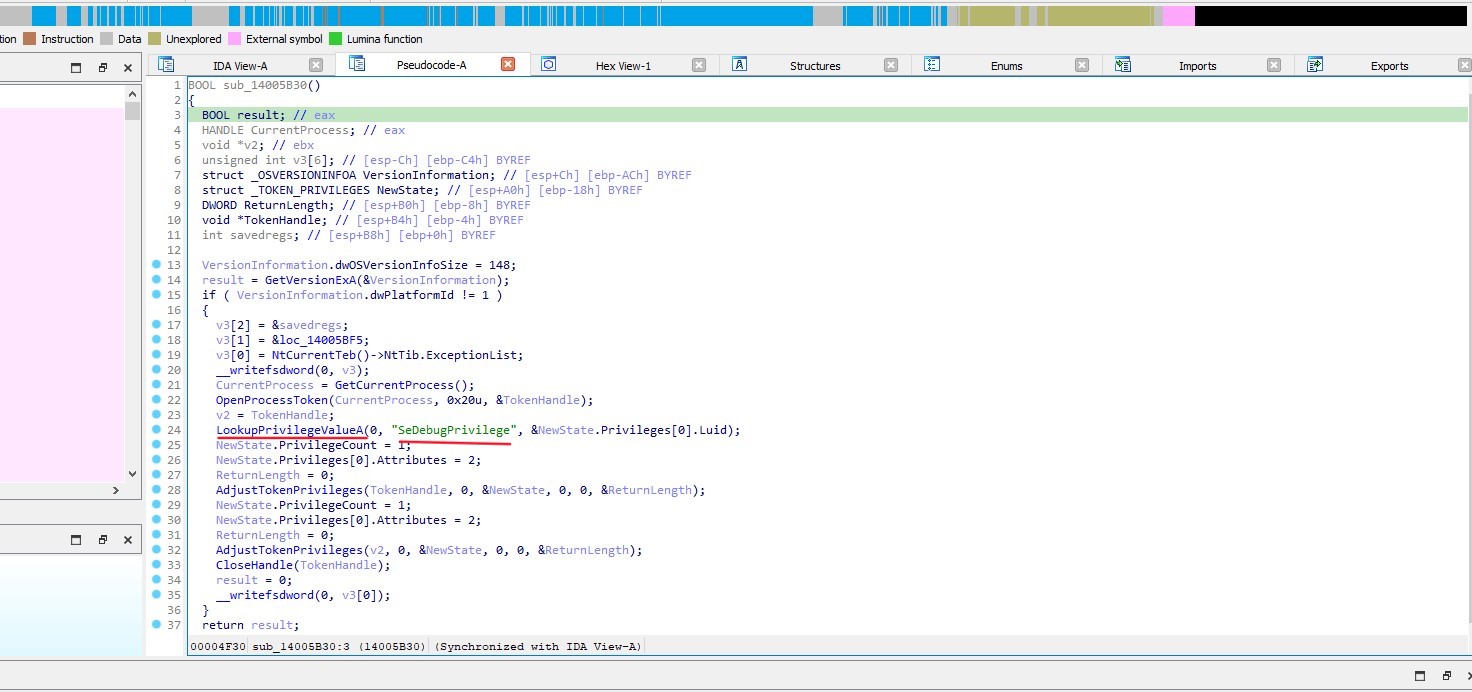 tion Instruction Data Unexplored External symbol Lumina function
IDA View-A Pseudocode-A Hex View-1 Structures Enums Imports Exports
1 BOOL sub_14005B30()
2 {
3 BOOL result; // eax
4 HANDLE CurrentProcess; // eax
5 void *v2; // ebx
6 unsigned int v3[6]; // [esp-Ch] [ebp-C4h] BYREF
7 struct _OSVERSIONINFOA VersionInformation; // [esp+Ch] [ebp-ACh] BYREF
8 struct _TOKEN_PRIVILEGES NewState; // [esp+A0h] [ebp-18h] BYREF
9 DWORD ReturnLength; // [esp+B0h] [ebp-8h] BYREF
10 void *TokenHandle; // [esp+B4h] [ebp-4h] BYREF
11 int savedregs; // [esp+B8h] [ebp+0h] BYREF
12
13 VersionInformation.dwOSVersionInfoSize = 148;
14 result = GetVersionExA(&VersionInformation);
15 if ( VersionInformation.dwPlatformId != 1 )
16 {
17 v3[2] = &savedregs;
18 v3[1] = &loc_14005BF5;
19 v3[0] = NtCurrentTeb()->NtTib.ExceptionList;
20 __writefsdword(0, v3);
21 CurrentProcess = GetCurrentProcess();
22 OpenProcessToken(CurrentProcess, 0x20u, &TokenHandle);
23 v2 = TokenHandle;
24 LookupPrivilegeValueA(0, "SeDebugPrivilege", &NewState.Privileges[0].Luid);
25 NewState.PrivilegeCount = 1;
26 NewState.Privileges[0].Attributes = 2;
27 ReturnLength = 0;
28 AdjustTokenPrivileges(TokenHandle, 0, &NewState, 0, 0, &ReturnLength);
29 NewState.PrivilegeCount = 1;
30 NewState.Privileges[0].Attributes = 2;
31 ReturnLength = 0;
32 AdjustTokenPrivileges(v2, 0, &NewState, 0, 0, &ReturnLength);
33 CloseHandle(TokenHandle);
34 result = 0;
35 __writefsdword(0, v3[0]);
36 }
37 return result;
00004F30 sub_14005B30:3 (14005B30) (Synchronized with IDA View-A)